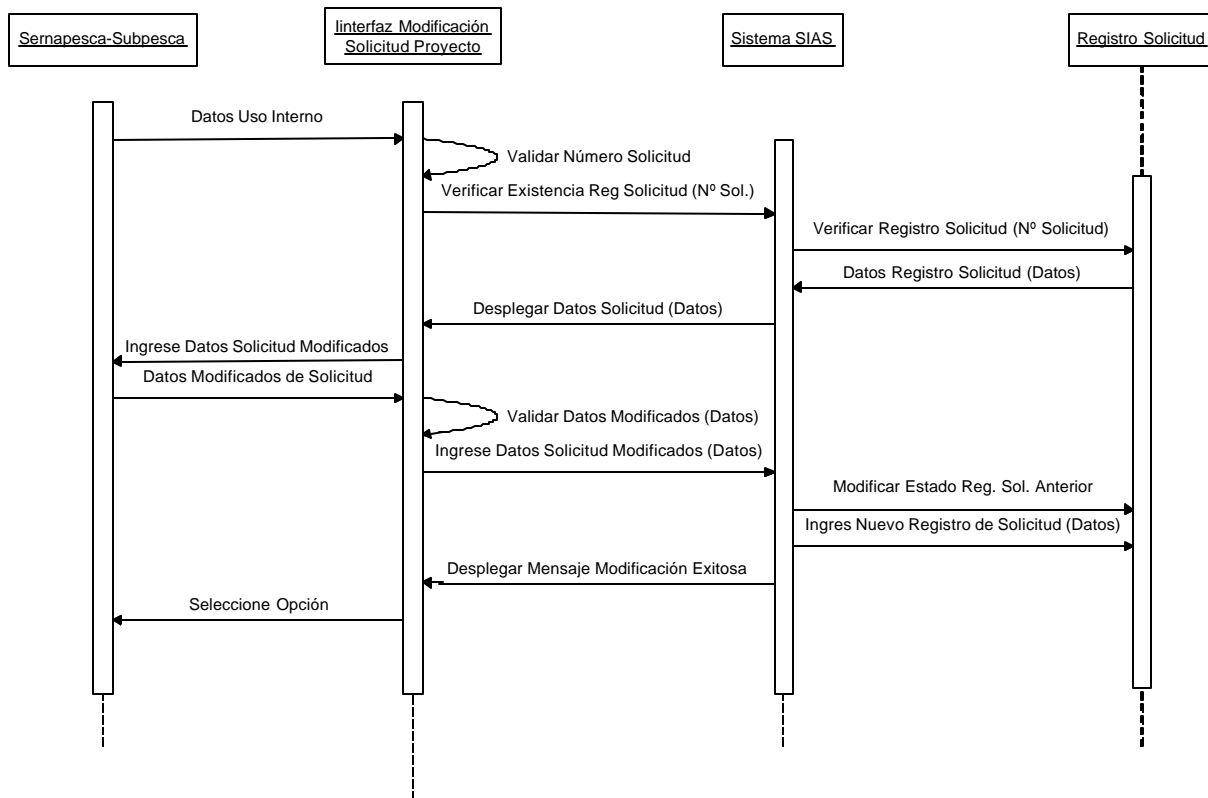 Sernapesca-Subpesca
Iinterfaz Modificación
Solicitud Proyecto
Sistema SIAS
Registro Solicitud
Datos Uso Interno
Validar Número Solicitud
Verificar Existencia Reg Solicitud (Nº Sol.)
Verificar Registro Solicitud (Nº Solicitud)
Datos Registro Solicitud (Datos)
Desplegar Datos Solicitud (Datos)
Ingrese Datos Solicitud Modificados
Datos Modificados de Solicitud
Validar Datos Modificados (Datos)
Ingrese Datos Solicitud Modificados (Datos)
Modificar Estado Reg. Sol. Anterior
Ingres Nuevo Registro de Solicitud (Datos)
Desplegar Mensaje Modificación Exitosa
Seleccione Opción